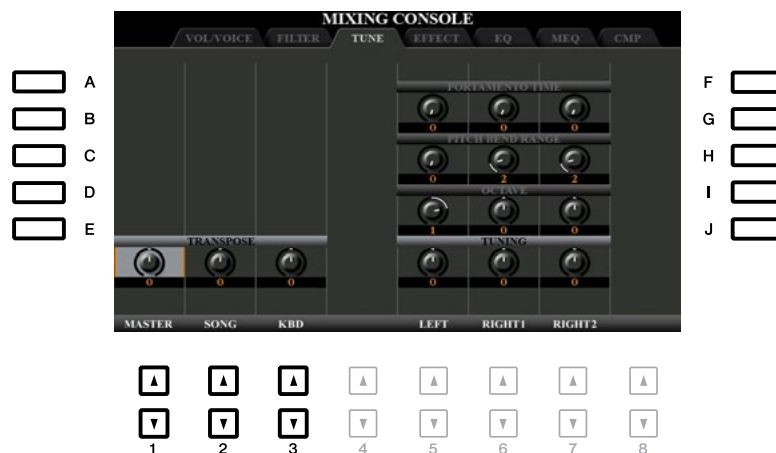 MIXING CONSOLE
VOL/VOICE FILTER TUNE EFFECT EQ MEQ CMP
A
F
PORTAMENTO TIME
B
0 0 0
G
PITCH BEND RANGE
C
0 2 2
H
OCTAVE
D
1 0 0
I
E
TRANSPOSE TUNING
J
0 0 0 0 0 0
MASTER SONG KBD LEFT RIGHT1 RIGHT2
1 2 3 4 5 6 7 8